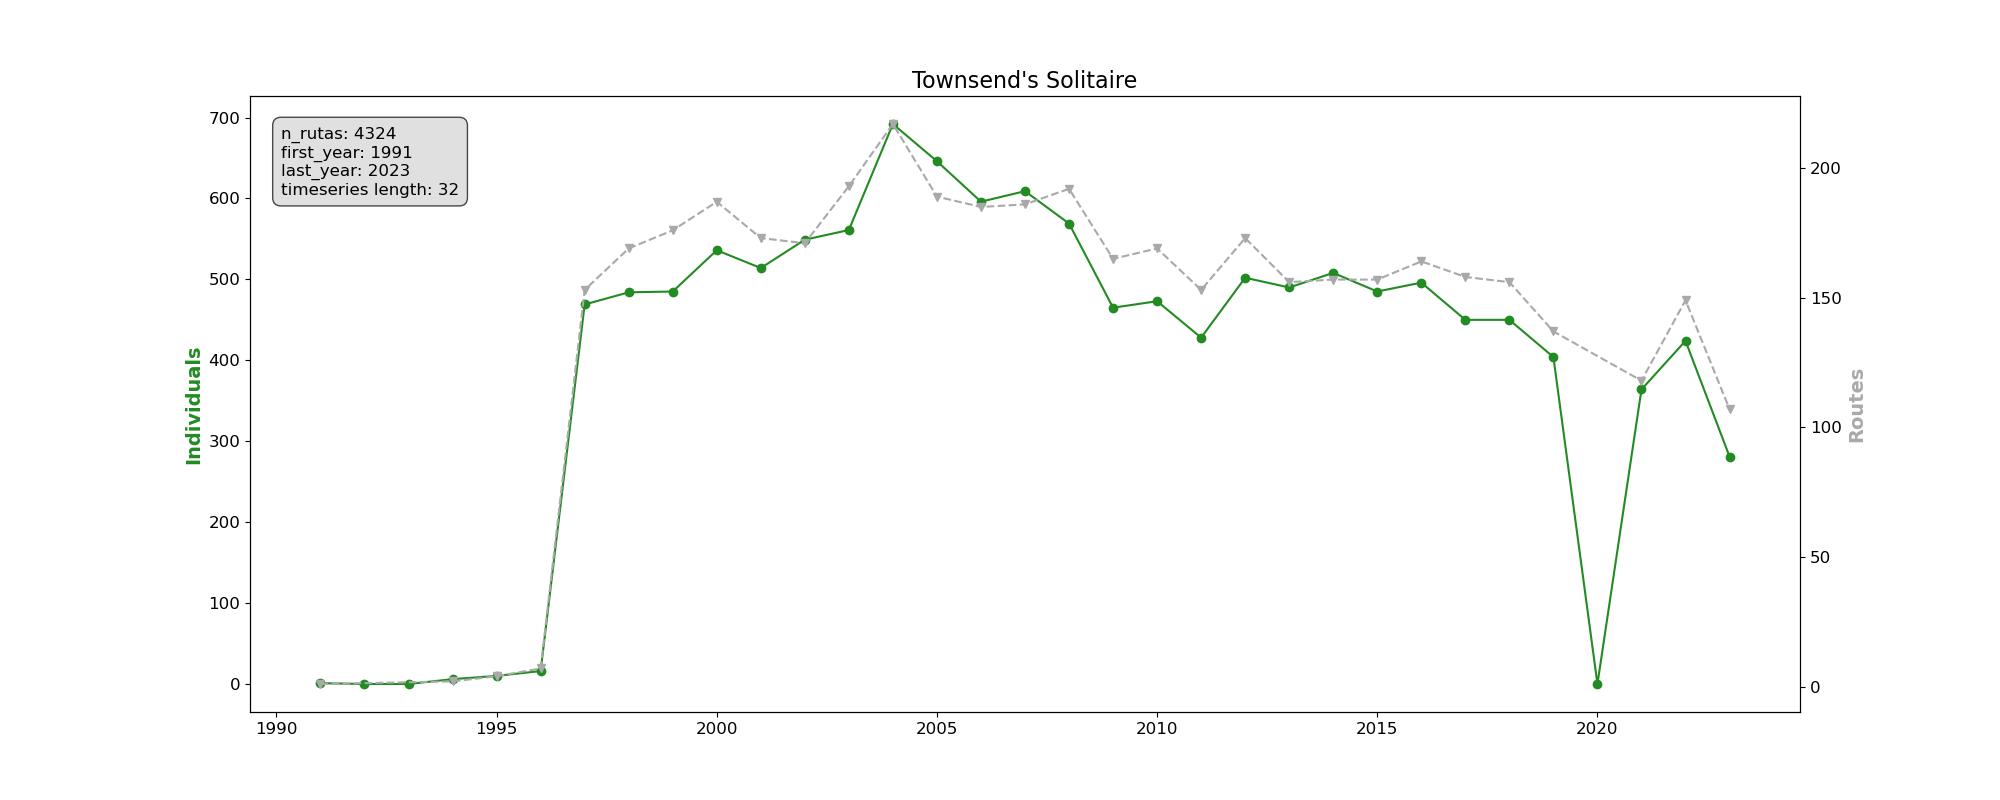 Townsend's Solitaire
n_rutas: 4324
first_year: 1991
last_year: 2023
timeseries length: 32
700
600
500
400
300
200
100
0
Individuals
200
150
100
50
0
Routes
1990
1995
2000
2005
2010
2015
2020